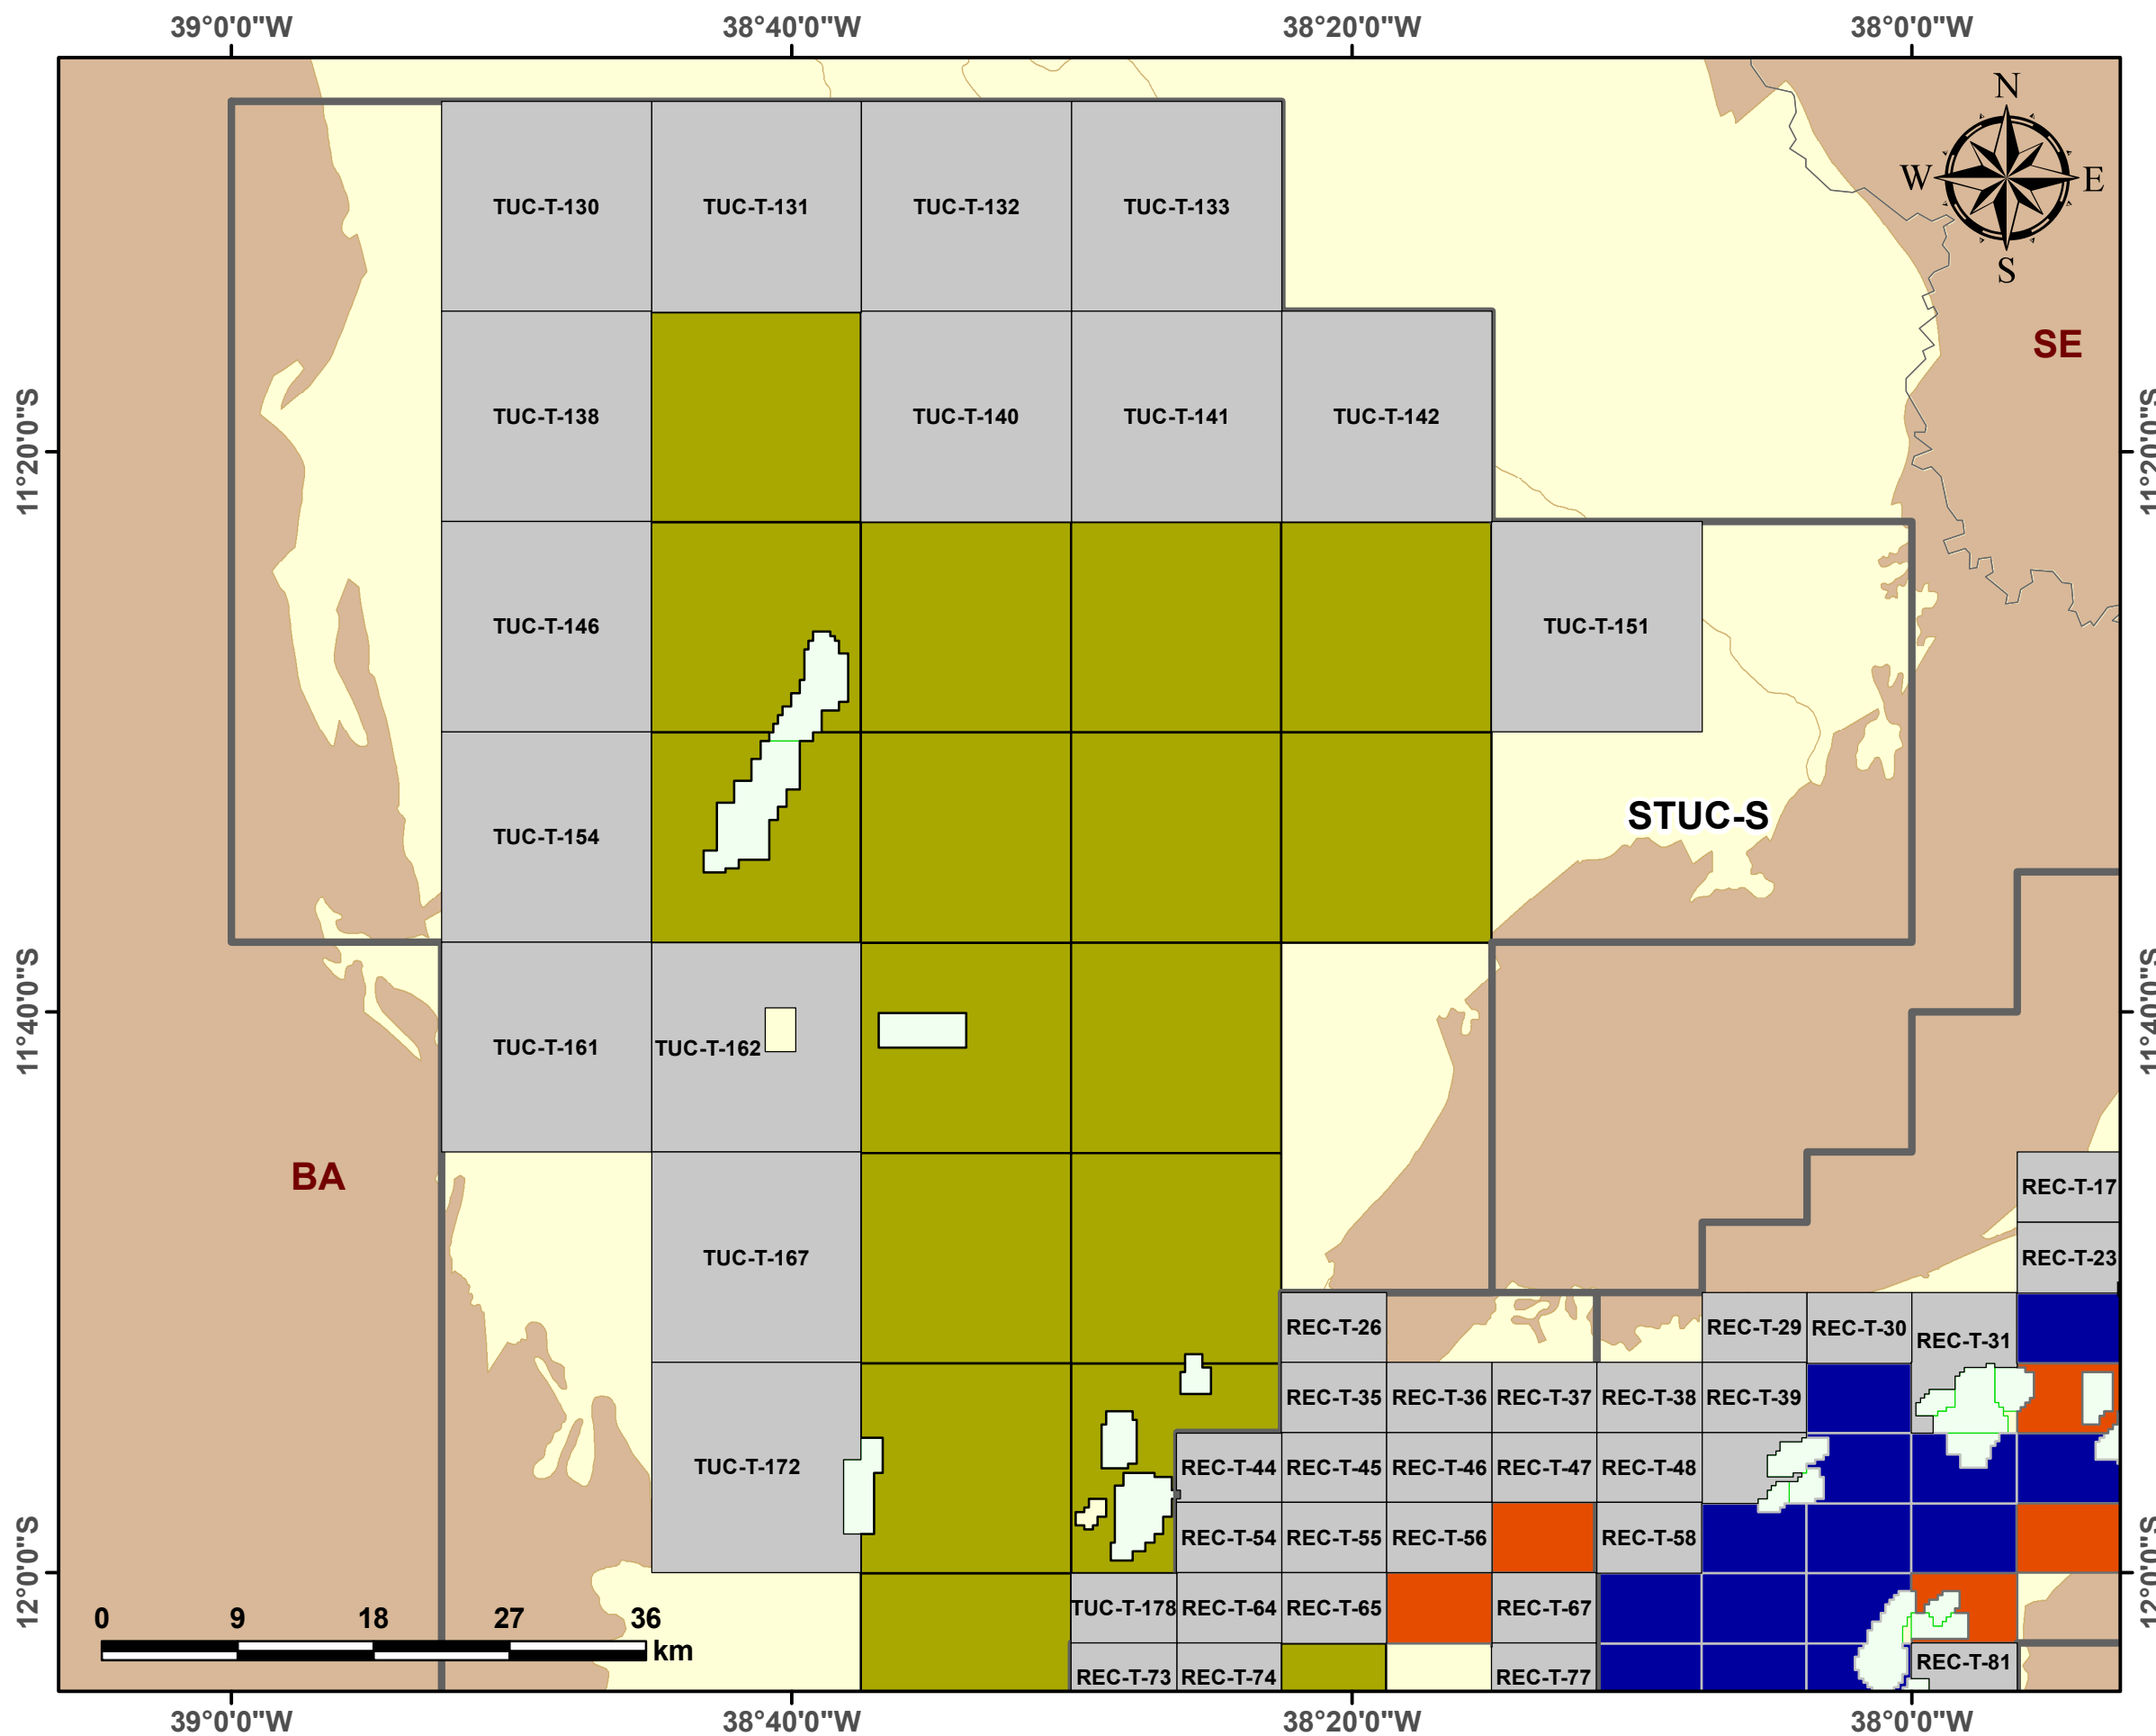 39°0'0"W 38°40'0"W 38°20'0"W 38°0'0"W
N
W E
S
TUC-T-130 TUC-T-131 TUC-T-132 TUC-T-133
SE
TUC-T-138 TUC-T-140 TUC-T-141 TUC-T-142
11°20'0"S 11°20'0"S
TUC-T-146 TUC-T-151
STUC-S
TUC-T-154
11°40'0"S 11°40'0"S
TUC-T-161 TUC-T-162
BA
REC-T-17
TUC-T-167 REC-T-23
REC-T-26 REC-T-29 REC-T-30 REC-T-31
REC-T-35 REC-T-36 REC-T-37 REC-T-38 REC-T-39
TUC-T-172 REC-T-44 REC-T-45 REC-T-46 REC-T-47 REC-T-48
REC-T-54 REC-T-55 REC-T-56 REC-T-58
12°0'0"S 12°0'0"S
TUC-T-178 REC-T-64 REC-T-65 REC-T-67
0 9 18 27 36
km
REC-T-73 REC-T-74 REC-T-77 REC-T-81
39°0'0"W 38°40'0"W 38°20'0"W 38°0'0"W